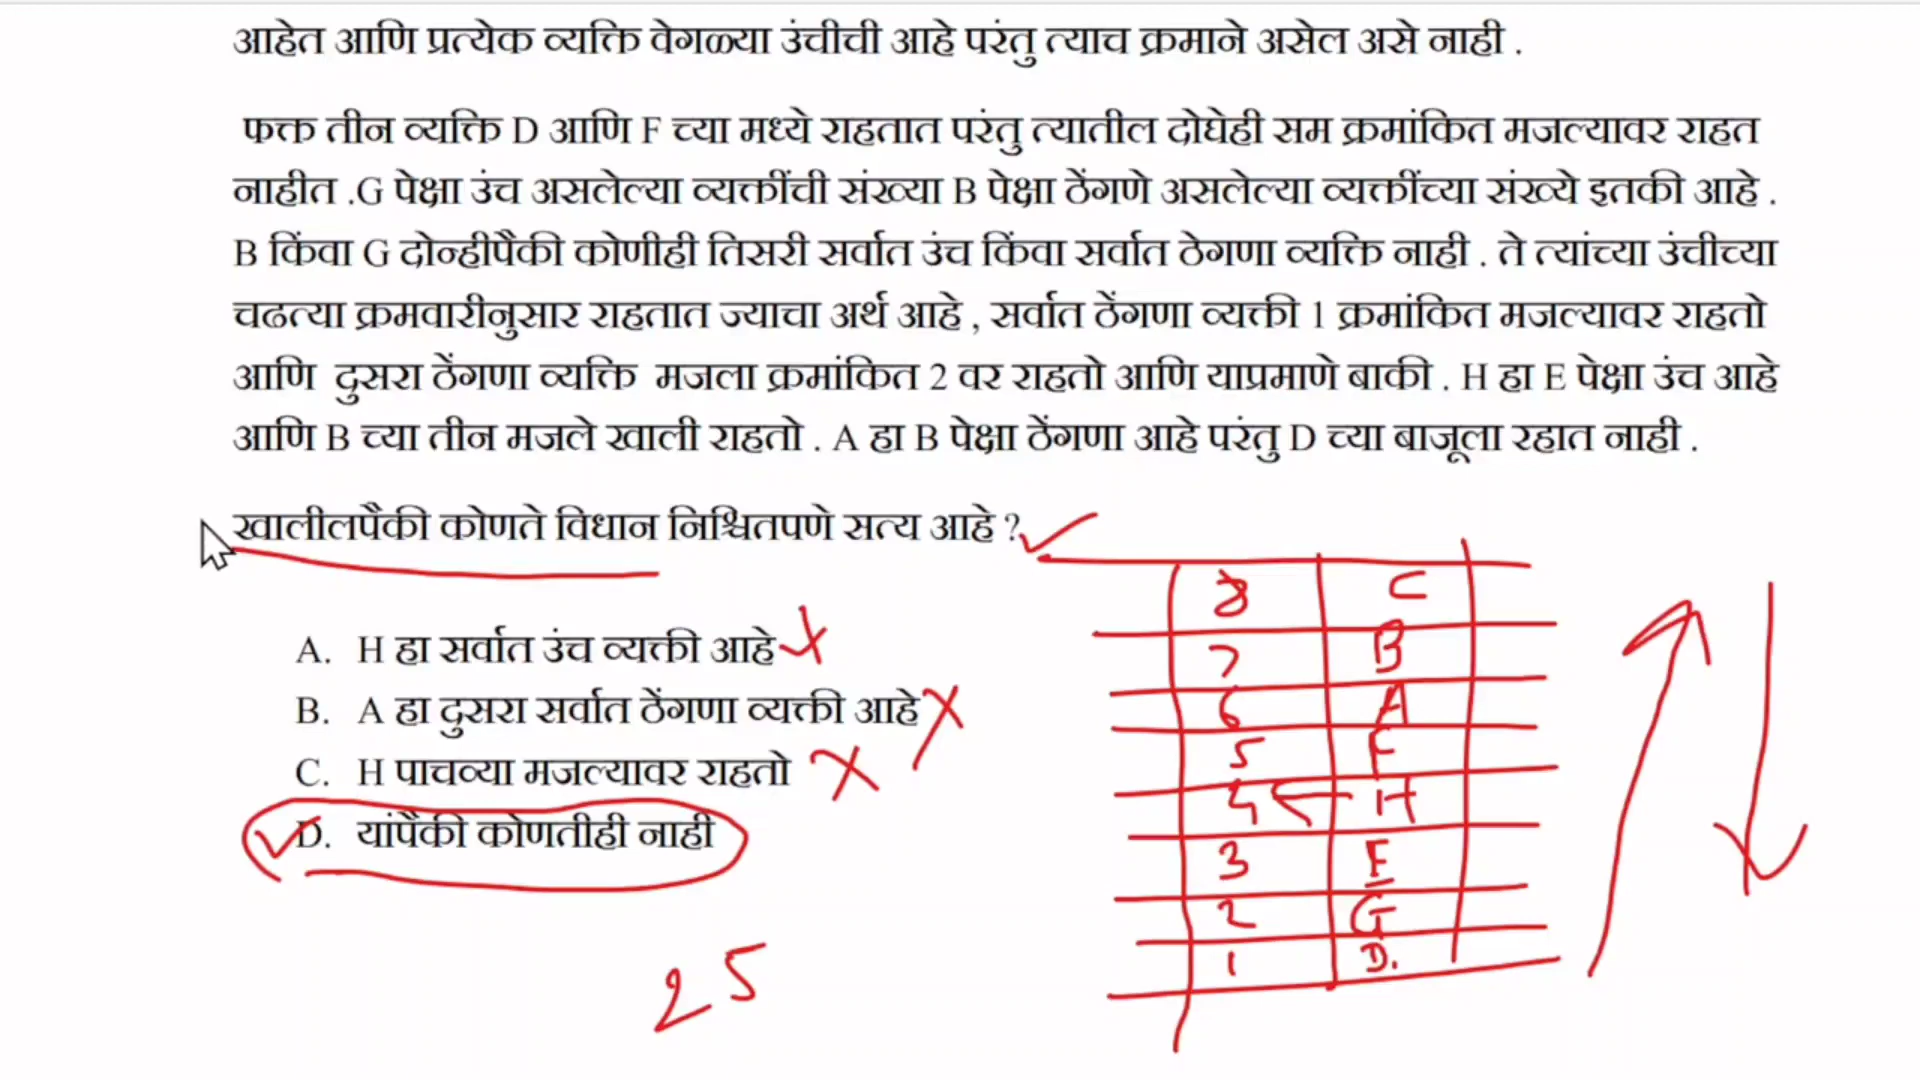 आहेत आणि प्रत्येक व्यक्ति वेगळ्या उंचीची आहे परंतु त्याच क्रमाने असेल असे नाही .
फक्त तीन व्यक्ति D आणि F च्या मध्ये राहतात परंतु त्यातील दोघेही सम क्रमांकित मजल्यावर राहत
नाहीत .G पेक्षा उंच असलेल्या व्यक्तींची संख्या B पेक्षा ठेंगणे असलेल्या व्यक्तींच्या संख्ये इतकी आहे .
B किंवा G दोन्हीपैकी कोणीही तिसरी सर्वात उंच किंवा सर्वात ठेगणा व्यक्ति नाही . ते त्यांच्या उंचीच्या
चढत्या क्रमवारीनुसार राहतात ज्याचा अर्थ आहे , सर्वात ठेंगणा व्यक्ती 1 क्रमांकित मजल्यावर राहतो
आणि दुसरा ठेंगणा व्यक्ति मजला क्रमांकित 2 वर राहतो आणि याप्रमाणे बाकी . H हा E पेक्षा उंच आहे
आणि B च्या तीन मजले खाली राहतो . A हा B पेक्षा ठेंगणा आहे परंतु D च्या बाजूला रहात नाही .
खालीलपैकी कोणते विधान निश्चितपणे सत्य आहे ?
A. H हा सर्वात उंच व्यक्ती आहे
B. A हा दुसरा सर्वात ठेंगणा व्यक्ती आहे
C. H पाचव्या मजल्यावर राहतो
D. यांपैकी कोणतीही नाही
8 C
7 B
6 A
5 F
4 H
3 E
2 G
1 D.
25